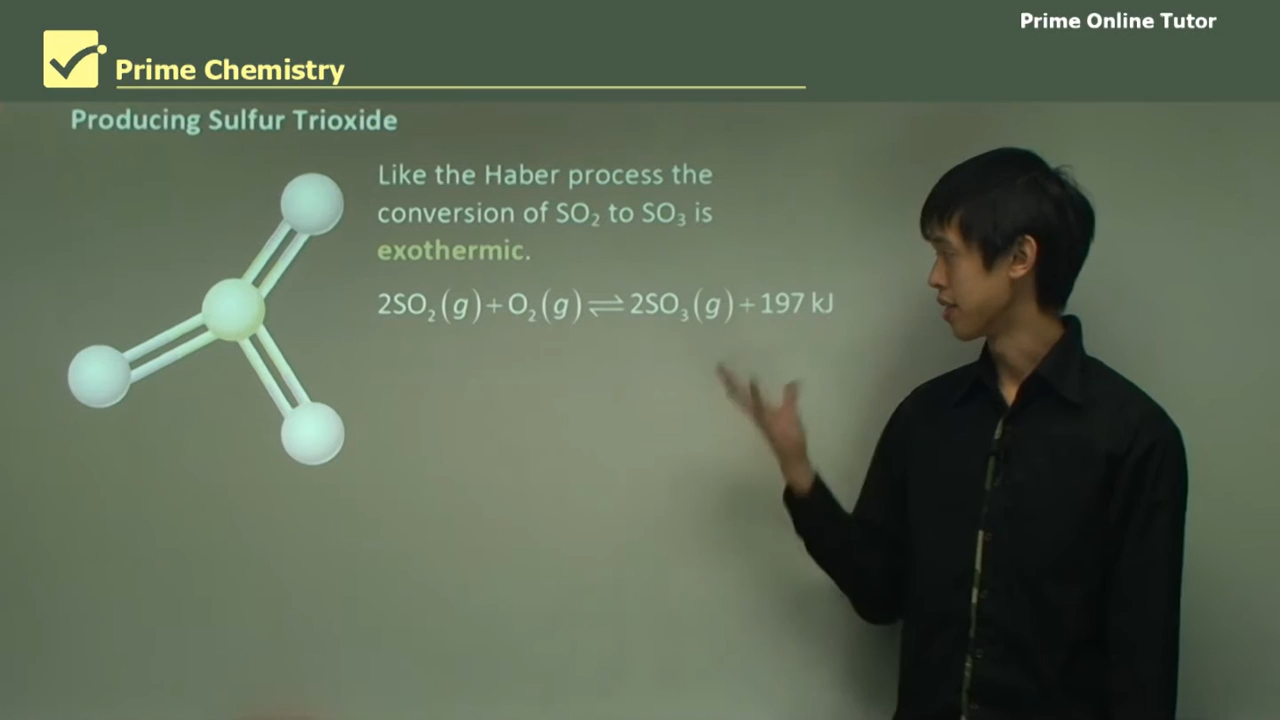 Prime Online Tutor
Prime Chemistry
Producing Sulfur Trioxide
Like the Haber process the
conversion of SO₂ to SO₃ is
exothermic.
2SO₂(g)+O₂(g)⇌2SO₃(g)+197 kJ